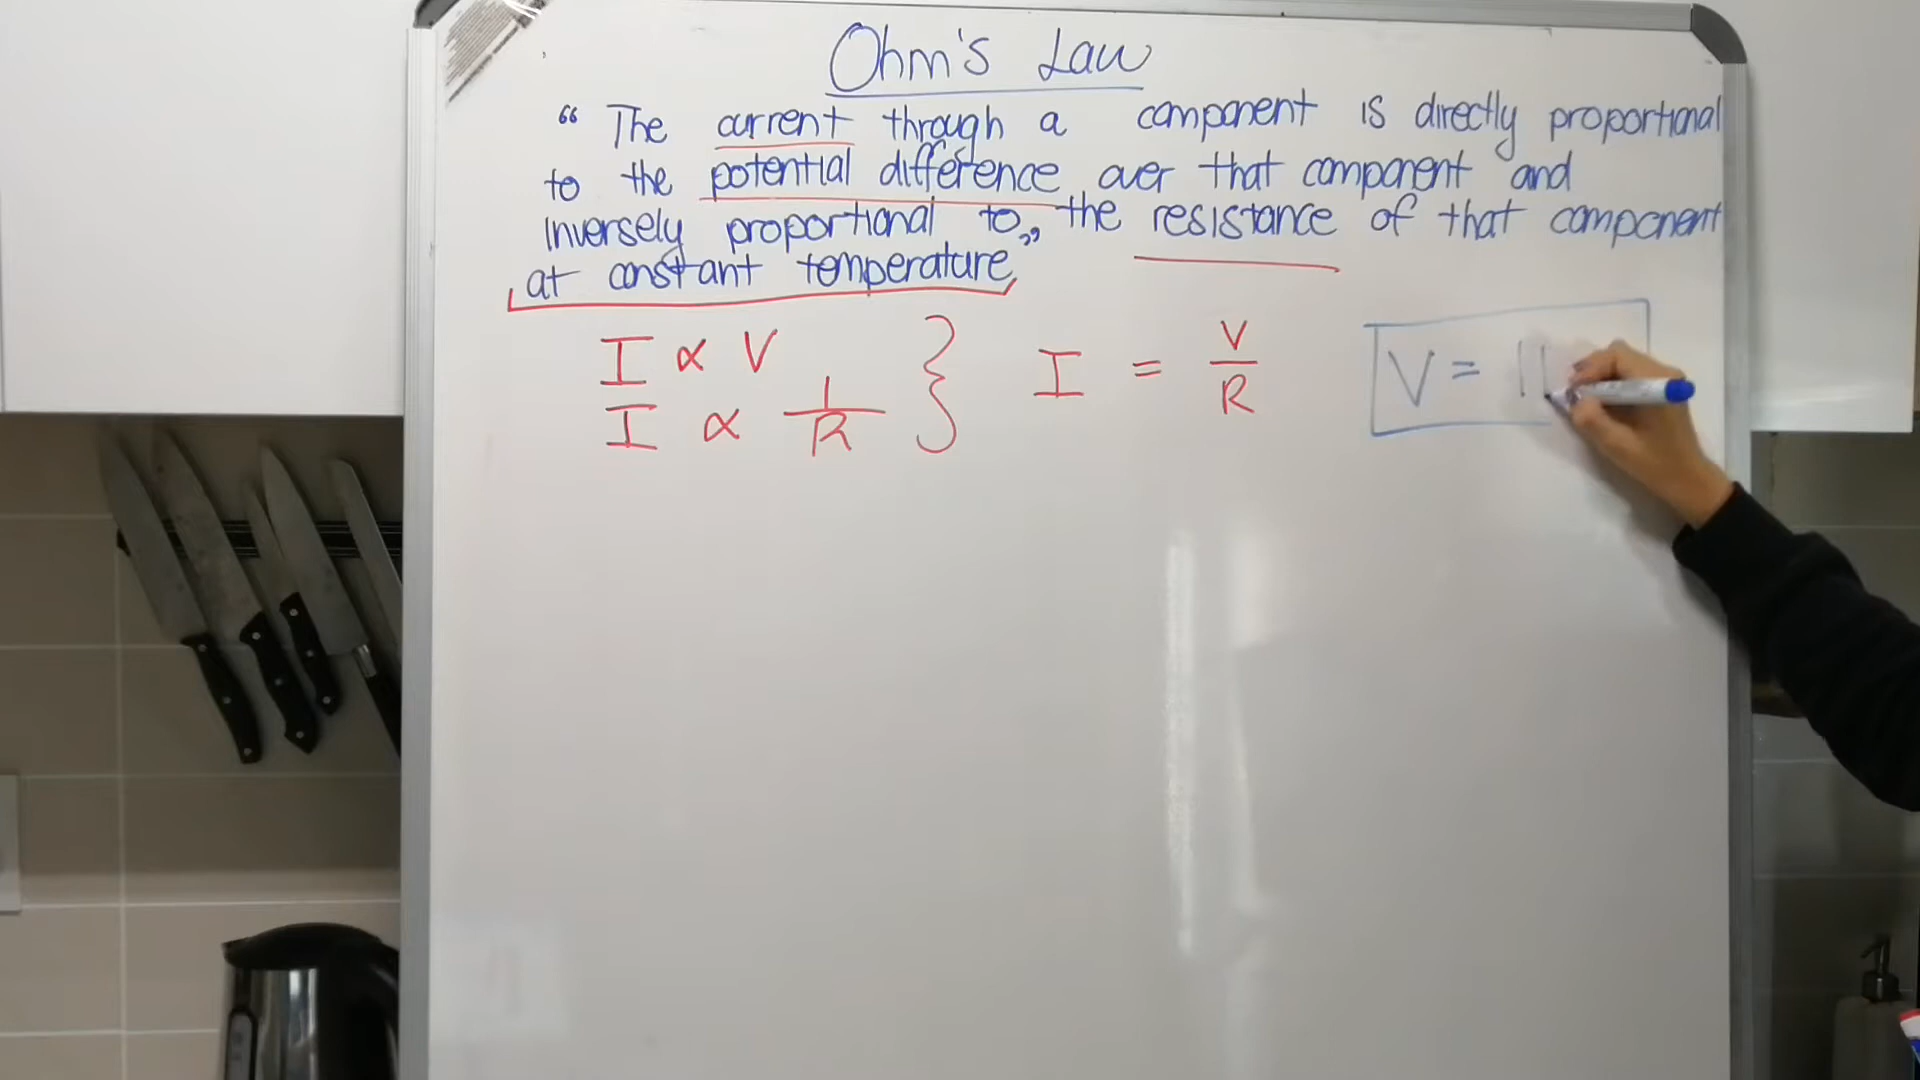 Ohm's Law
"The current through a component is directly proportional
to the potential difference over that component and
inversely proportional to" the resistance of that component
at constant temperature
I ∝ V
I ∝ 1/R
} I = V/R
V =